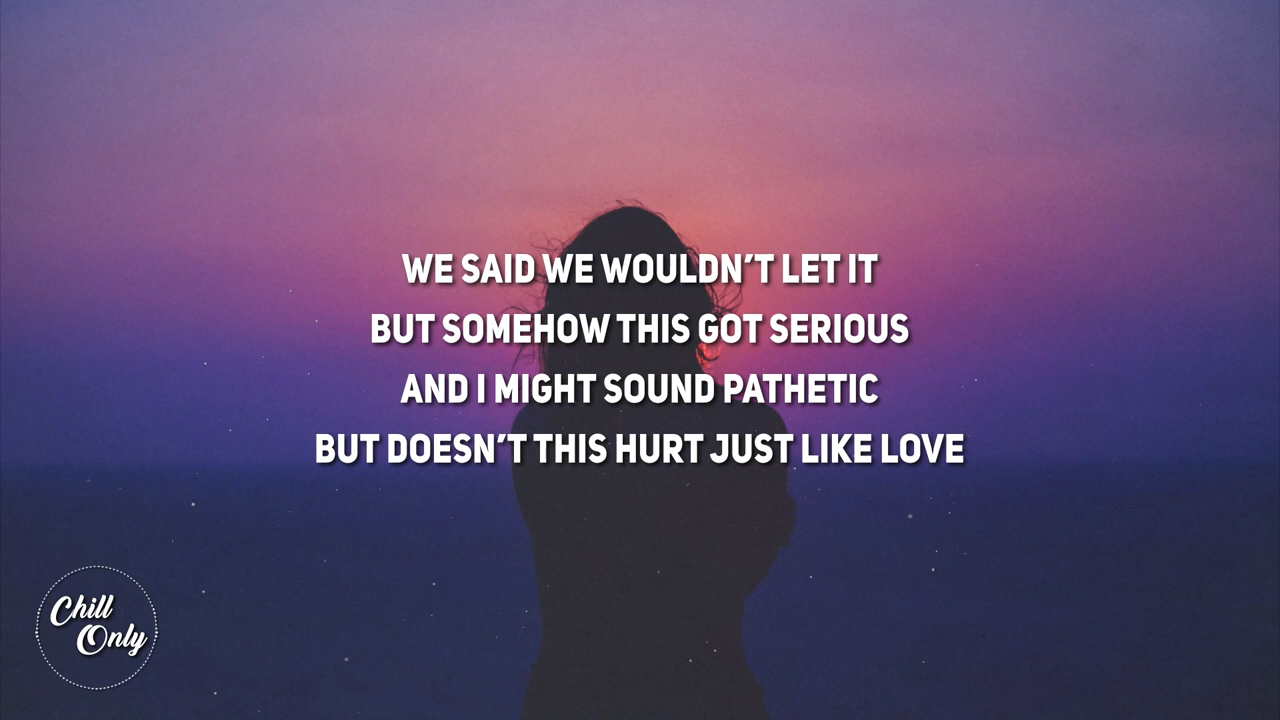 WE SAID WE WOULDN'T LET IT
BUT SOMEHOW THIS GOT SERIOUS
AND I MIGHT SOUND PATHETIC
BUT DOESN'T THIS HURT JUST LIKE LOVE
Chill
Only